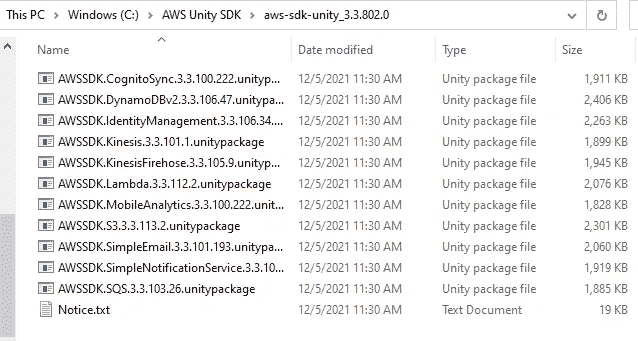 This PC > Windows (C:) > AWS Unity SDK > aws-sdk-unity_3.3.802.0
Name Date modified Type Size
AWSSDK.CognitoSync.3.3.100.222.unityp... 12/5/2021 11:30 AM Unity package file 1,911 KB
AWSSDK.DynamoDBv2.3.3.106.47.unitypa... 12/5/2021 11:30 AM Unity package file 2,406 KB
AWSSDK.IdentityManagement.3.3.106.34.... 12/5/2021 11:30 AM Unity package file 2,263 KB
AWSSDK.Kinesis.3.3.101.1.unitypackage 12/5/2021 11:30 AM Unity package file 1,899 KB
AWSSDK.KinesisFirehose.3.3.105.9.unityp... 12/5/2021 11:30 AM Unity package file 1,945 KB
AWSSDK.Lambda.3.3.112.2.unitypackage 12/5/2021 11:30 AM Unity package file 2,076 KB
AWSSDK.MobileAnalytics.3.3.100.222.unit... 12/5/2021 11:30 AM Unity package file 1,828 KB
AWSSDK.S3.3.3.113.2.unitypackage 12/5/2021 11:30 AM Unity package file 2,301 KB
AWSSDK.SimpleEmail.3.3.101.193.unitypa... 12/5/2021 11:30 AM Unity package file 2,060 KB
AWSSDK.SimpleNotificationService.3.3.10... 12/5/2021 11:30 AM Unity package file 1,919 KB
AWSSDK.SQS.3.3.103.26.unitypackage 12/5/2021 11:30 AM Unity package file 1,885 KB
Notice.txt 12/5/2021 11:30 AM Text Document 19 KB